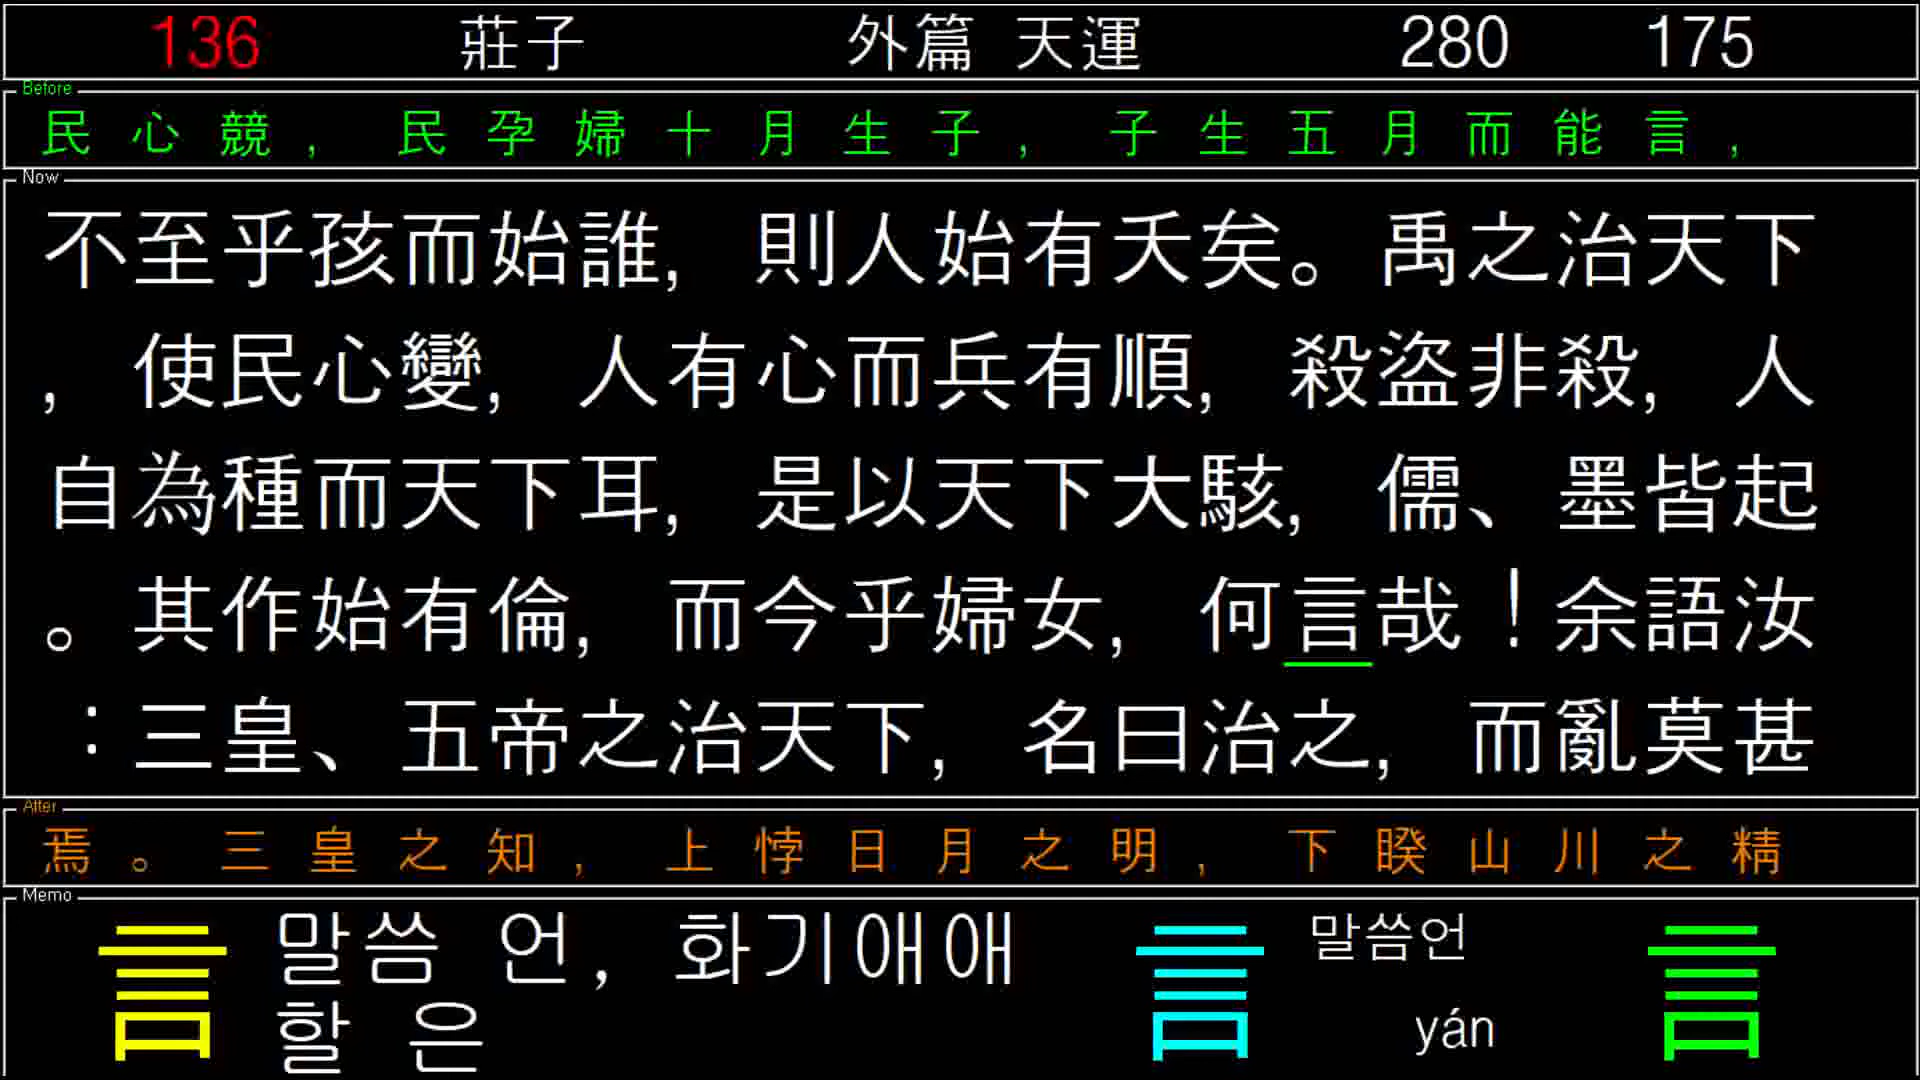 136 莊子 外篇 天運 280 175
Before
民心競, 民孕婦十月生子, 子生五月而能言,
Now
不至乎孩而始誰, 則人始有夭矣。禹之治天下
, 使民心變, 人有心而兵有順, 殺盜非殺, 人
自為種而天下耳, 是以天下大駭, 儒、墨皆起
。其作始有倫, 而今乎婦女, 何言哉!余語汝
:三皇、五帝之治天下, 名曰治之, 而亂莫甚
After
焉。三皇之知, 上悖日月之明, 下睽山川之精
Memo
言 말씀 언, 화기애애 言 말씀언 言
할 은 yán